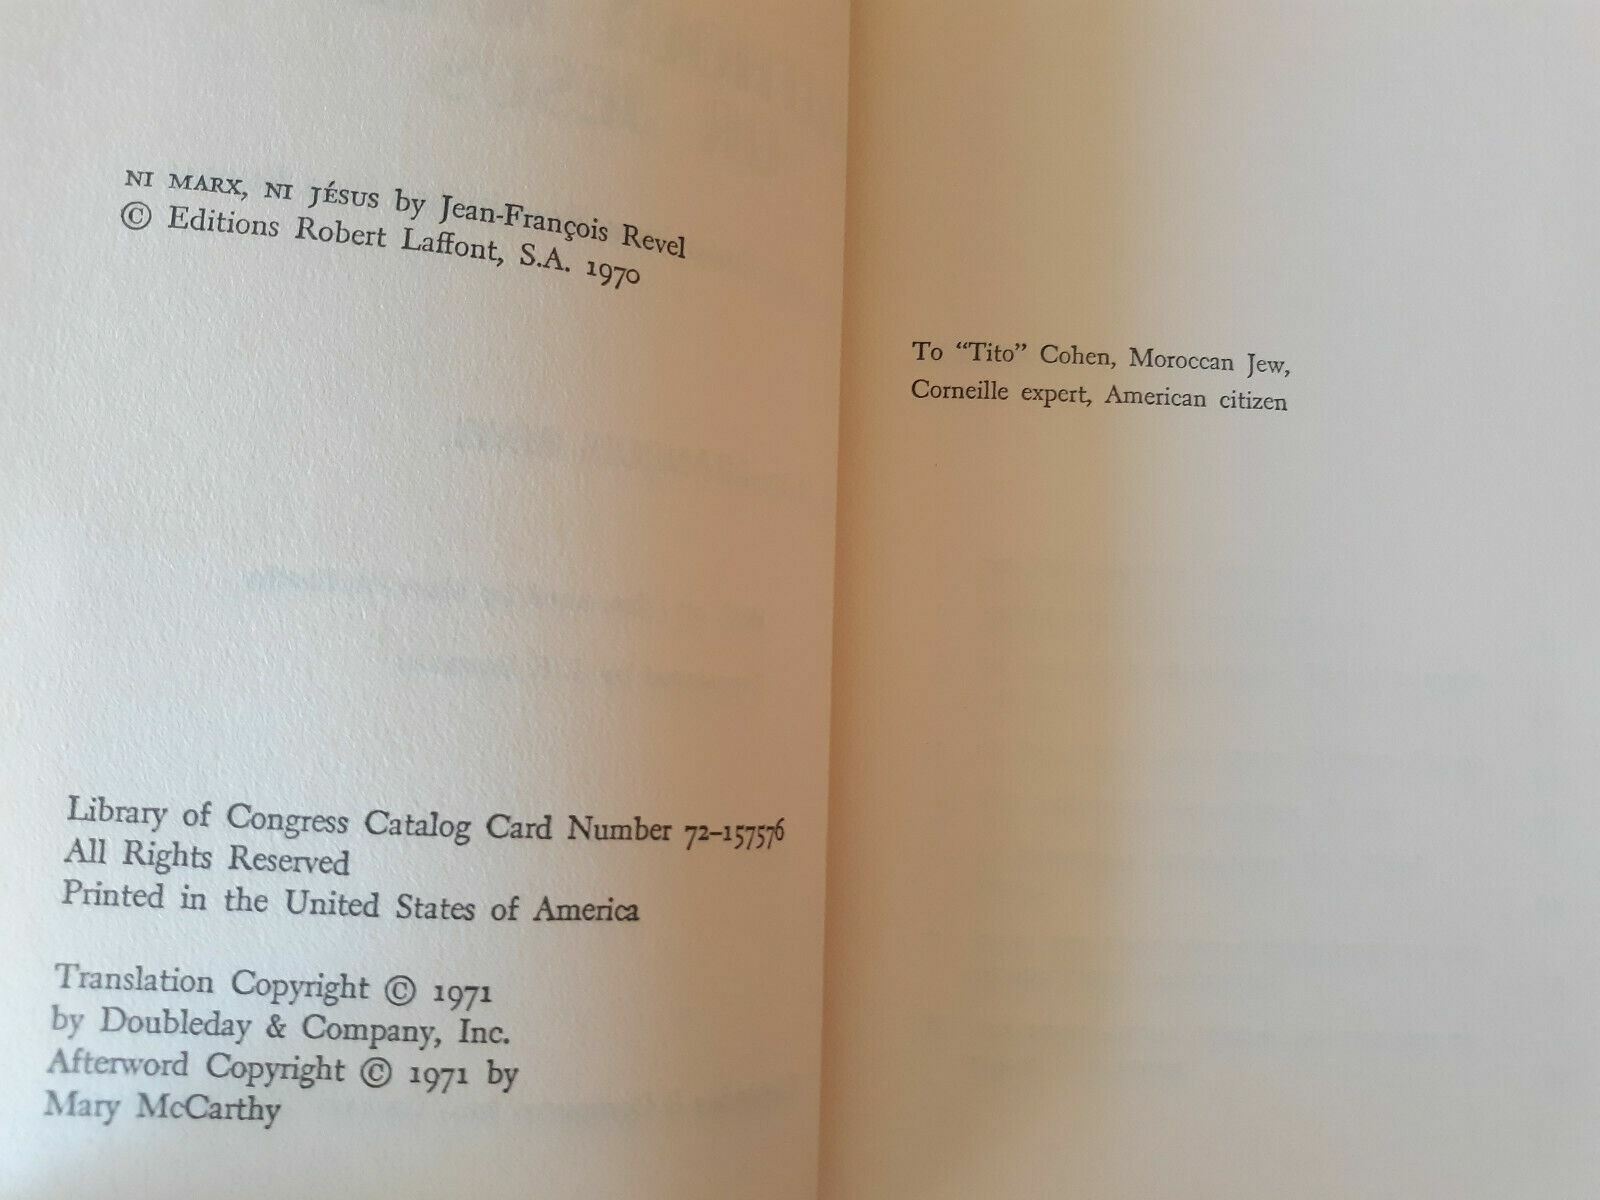 NI MARX, NI JÉSUS by Jean-François Revel
© Editions Robert Laffont, S.A. 1970
Library of Congress Catalog Card Number 72–157576
All Rights Reserved
Printed in the United States of America
Translation Copyright © 1971
by Doubleday & Company, Inc.
Afterword Copyright © 1971 by
Mary McCarthy
To “Tito” Cohen, Moroccan Jew,
Corneille expert, American citizen